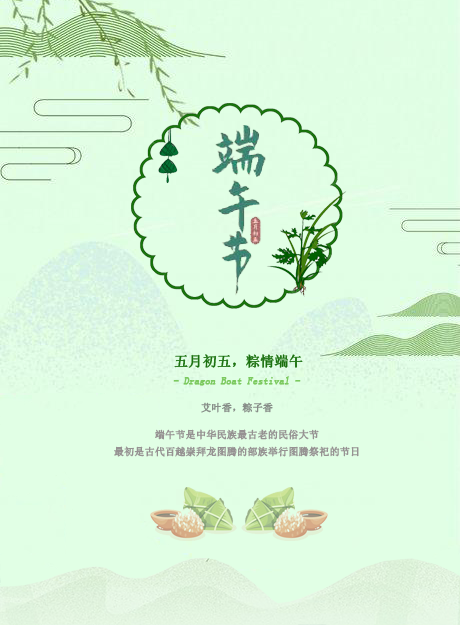 端午节
五月初五
五月初五，粽情端午
- Dragon Boat Festival -
艾叶香，粽子香
端午节是中华民族最古老的民俗大节
最初是古代百越崇拜龙图腾的部族举行图腾祭祀的节日